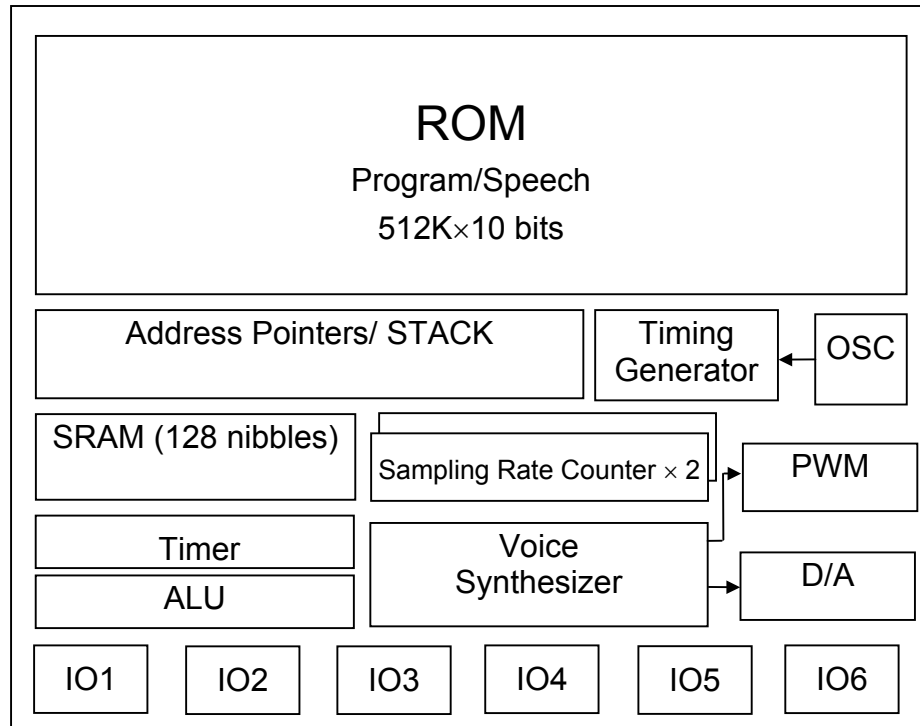 ROM
Program/Speech
512K×10 bits
Address Pointers/ STACK
Timing
Generator
OSC
SRAM (128 nibbles)
Sampling Rate Counter × 2
PWM
Timer
Voice
Synthesizer
D/A
ALU
IO1
IO2
IO3
IO4
IO5
IO6